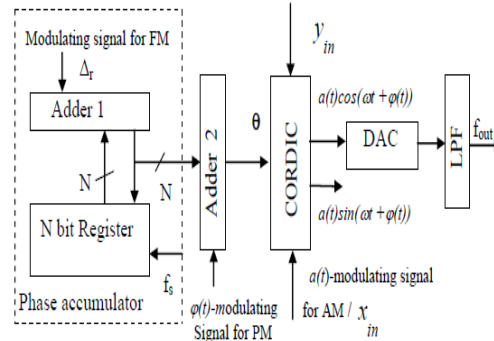 Modulating signal for FM
Δr
Adder 1
N
N
N bit Register
fs
Phase accumulator
Adder 2
θ
φ(t)-modulating
Signal for PM
yin
CORDIC
a(t)cos(ωt + φ(t))
a(t)sin(ωt + φ(t))
a(t)-modulating signal
for AM / xin
DAC
LPF
fout